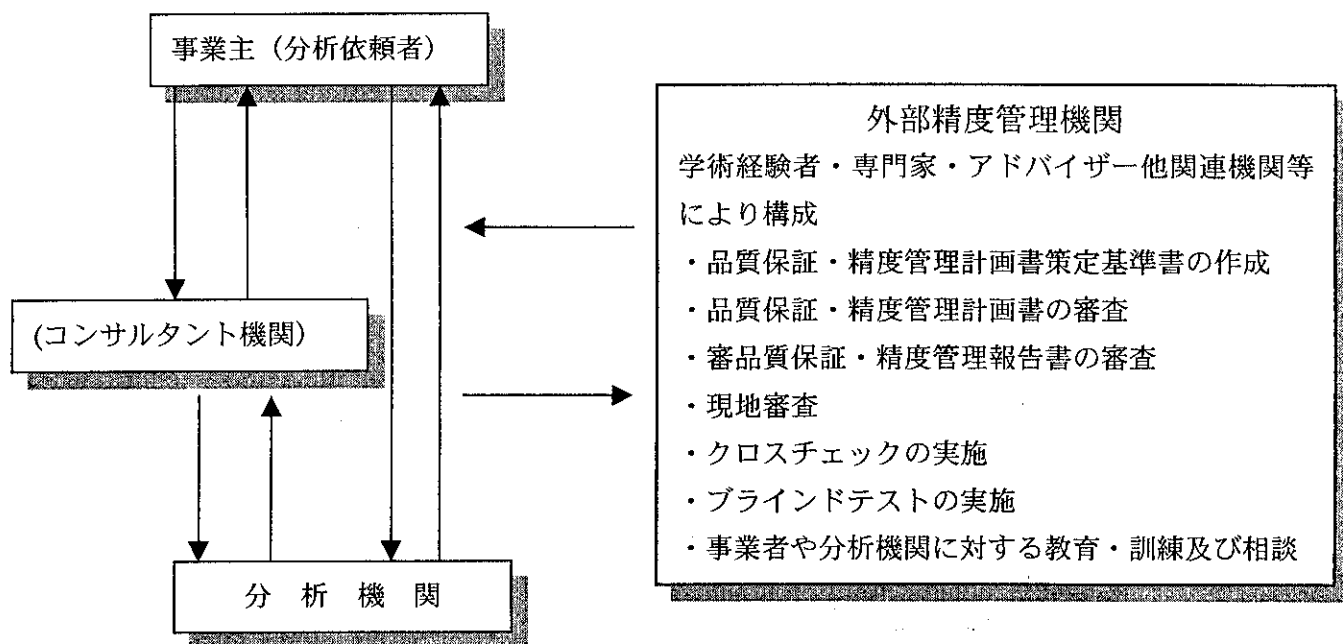 事業主(分析依頼者)
外部精度管理機関
学術経験者・専門家・アドバイザー他関連機関等
により構成
・品質保証・精度管理計画書策定基準書の作成
・品質保証・精度管理計画書の審査
・審品質保証・精度管理報告書の審査
・現地審査
・クロスチェックの実施
・ブラインドテストの実施
・事業者や分析機関に対する教育・訓練及び相談
(コンサルタント機関)
分 析 機 関